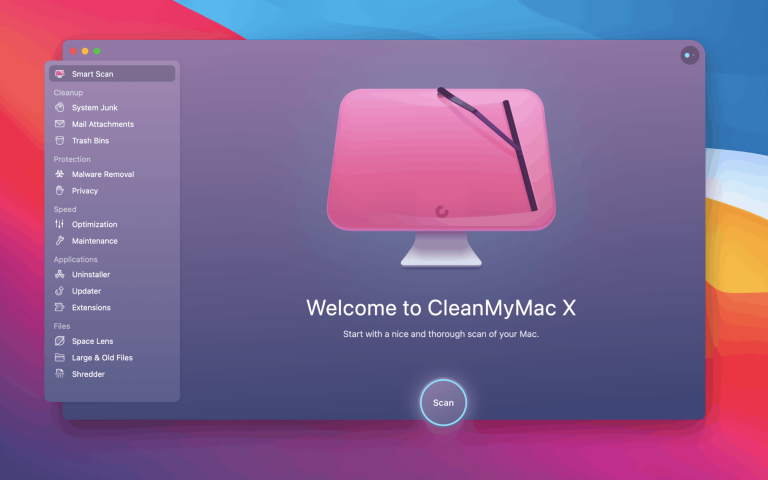 Smart Scan
Cleanup
System Junk
Mail Attachments
Trash Bins
Protection
Malware Removal
Privacy
Speed
Optimization
Maintenance
Applications
Uninstaller
Updater
Extensions
Files
Space Lens
Large & Old Files
Shredder
Welcome to CleanMyMac X
Start with a nice and thorough scan of your Mac.
Scan